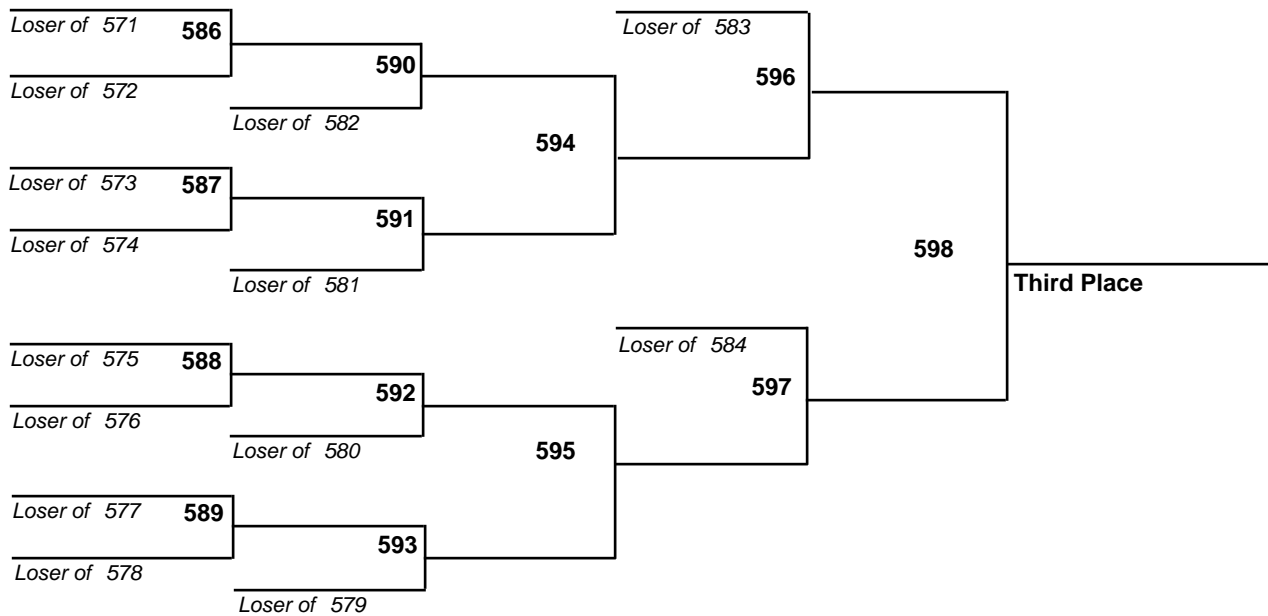 Loser of 571
586
Loser of 572
590
Loser of 582
594
Loser of 573
587
Loser of 574
591
Loser of 581
Loser of 583
596
598
Third Place
Loser of 575
588
Loser of 576
592
Loser of 580
595
Loser of 577
589
Loser of 578
593
Loser of 579
Loser of 584
597